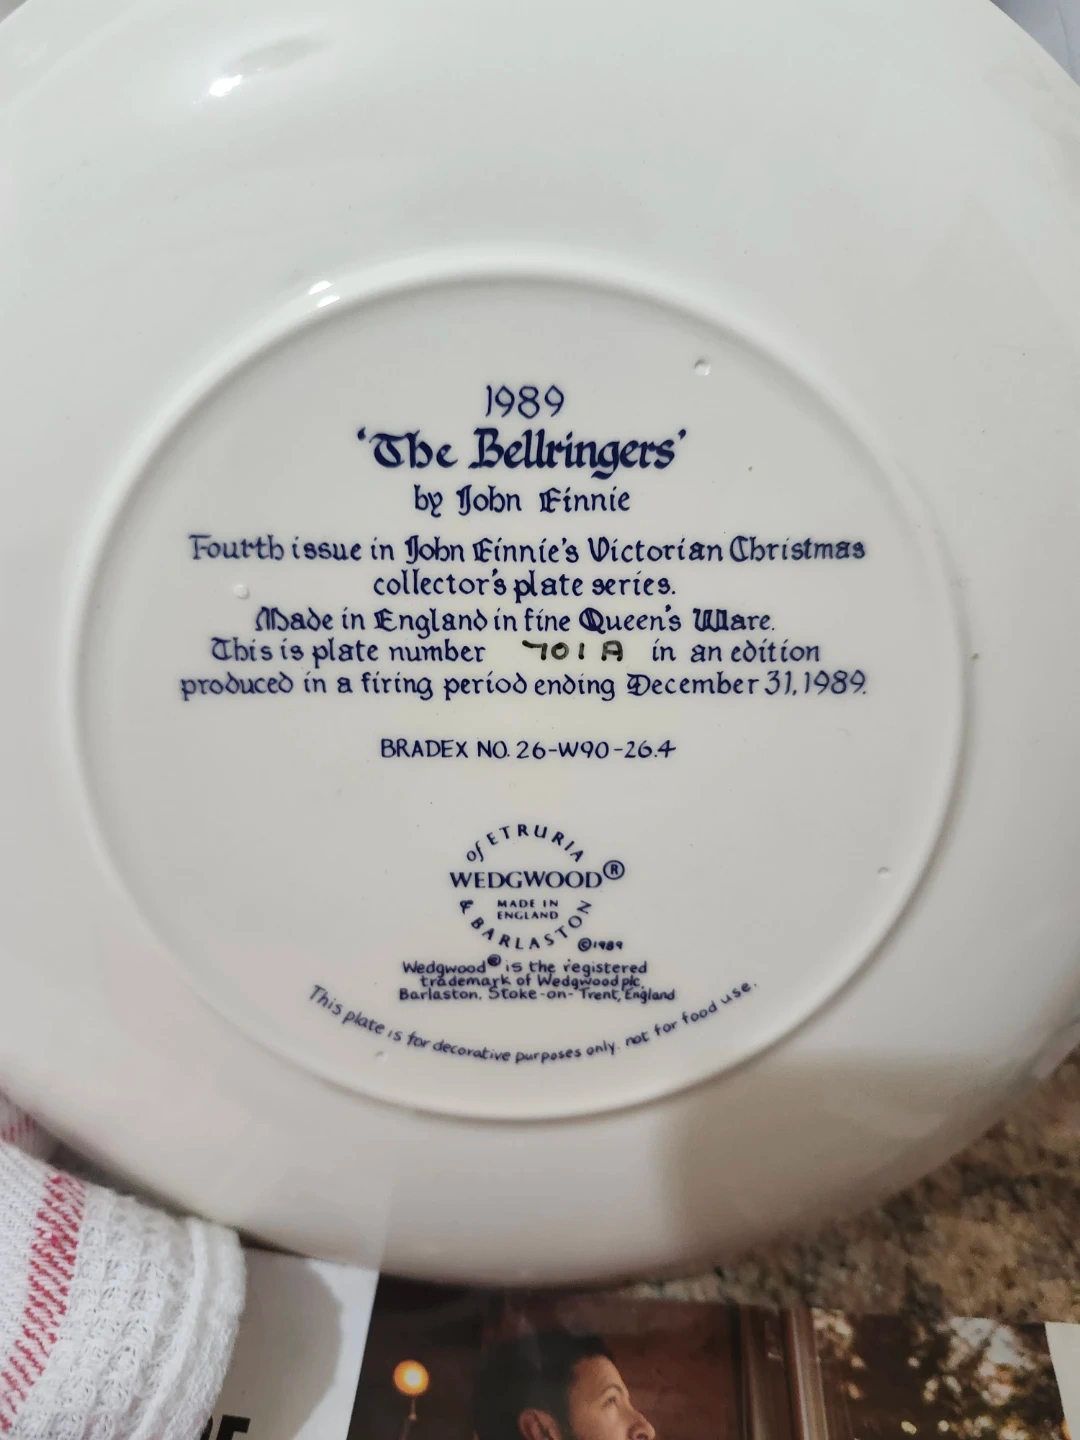 1989
'The Bellringers'
by John Finnie
Fourth issue in John Finnie's Victorian Christmas
collector's plate series.
Made in England in fine Queen's Ware.
This is plate number 701A in an edition
produced in a firing period ending December 31, 1989.
BRADEX NO. 26-W90-26.4
of ETRURIA
WEDGWOOD®
MADE IN
ENGLAND
& BARLASTON
©1989
Wedgwood® is the registered
trademark of Wedgwood plc,
Barlaston, Stoke-on-Trent, England
This plate is for decorative purposes only. not for food use.